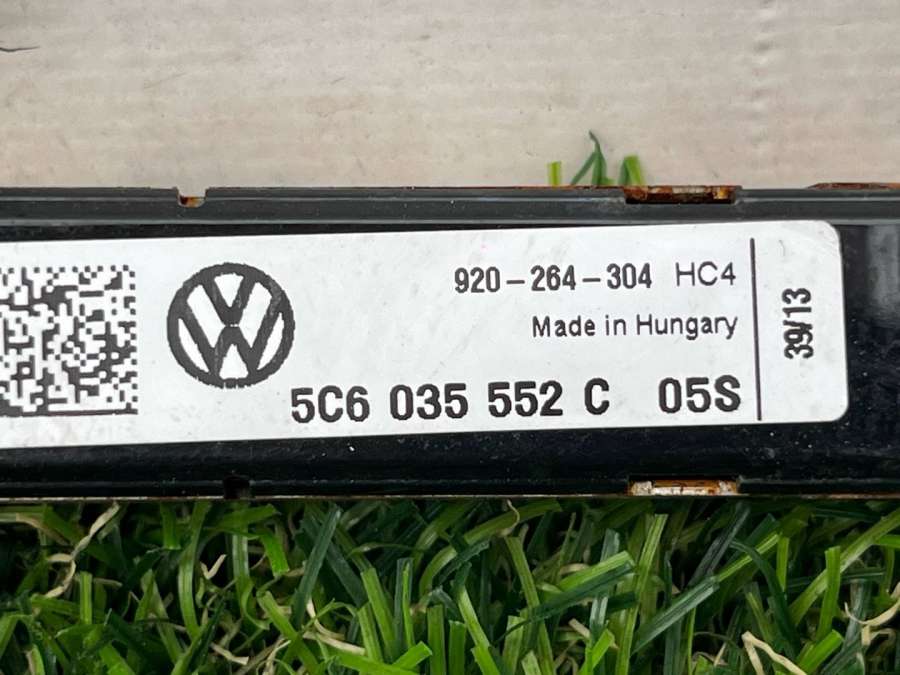 920-264-304 HC4
Made in Hungary
5C6 035 552 C 05S
39/13